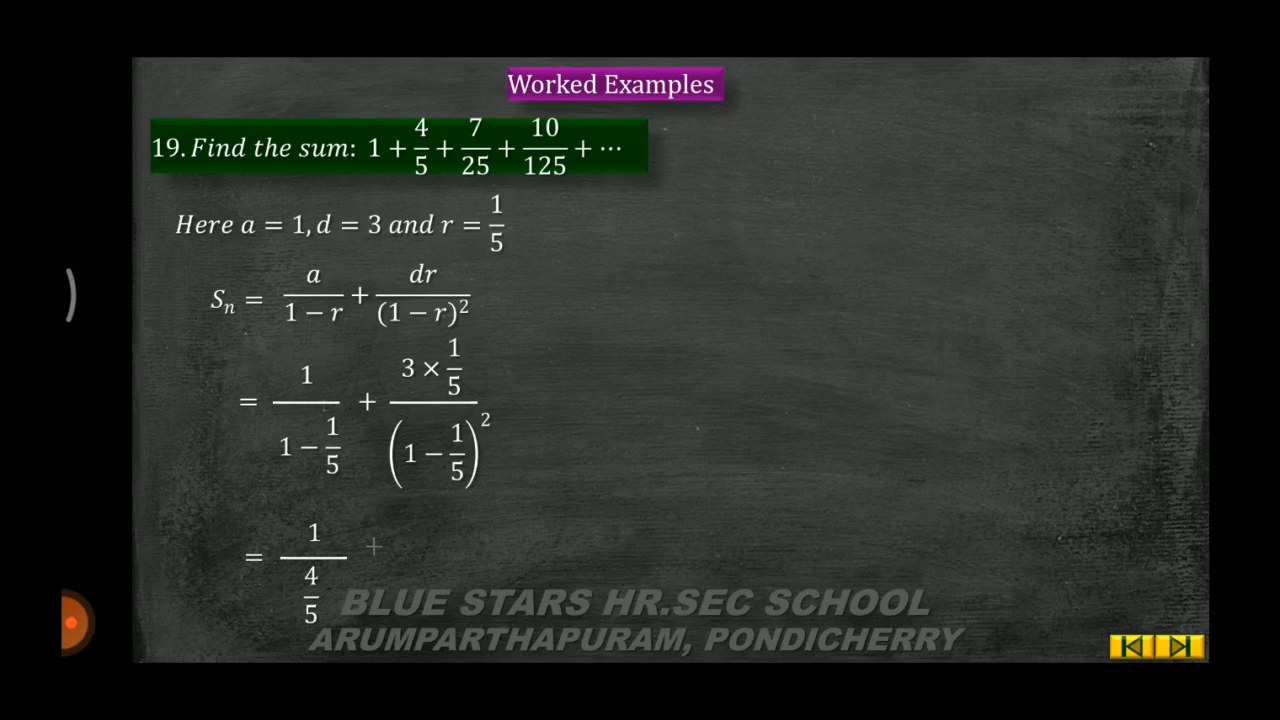 Worked Examples
19. Find the sum: 1 + 4/5 + 7/25 + 10/125 + ⋯
Here a = 1, d = 3 and r = 1/5
Sₙ = a/(1 − r) + dr/(1 − r)²
= 1/(1 − 1/5) + (3 × 1/5)/(1 − 1/5)²
= 1/(4/5) +
BLUE STARS HR.SEC SCHOOL
ARUMPARTHAPURAM, PONDICHERRY